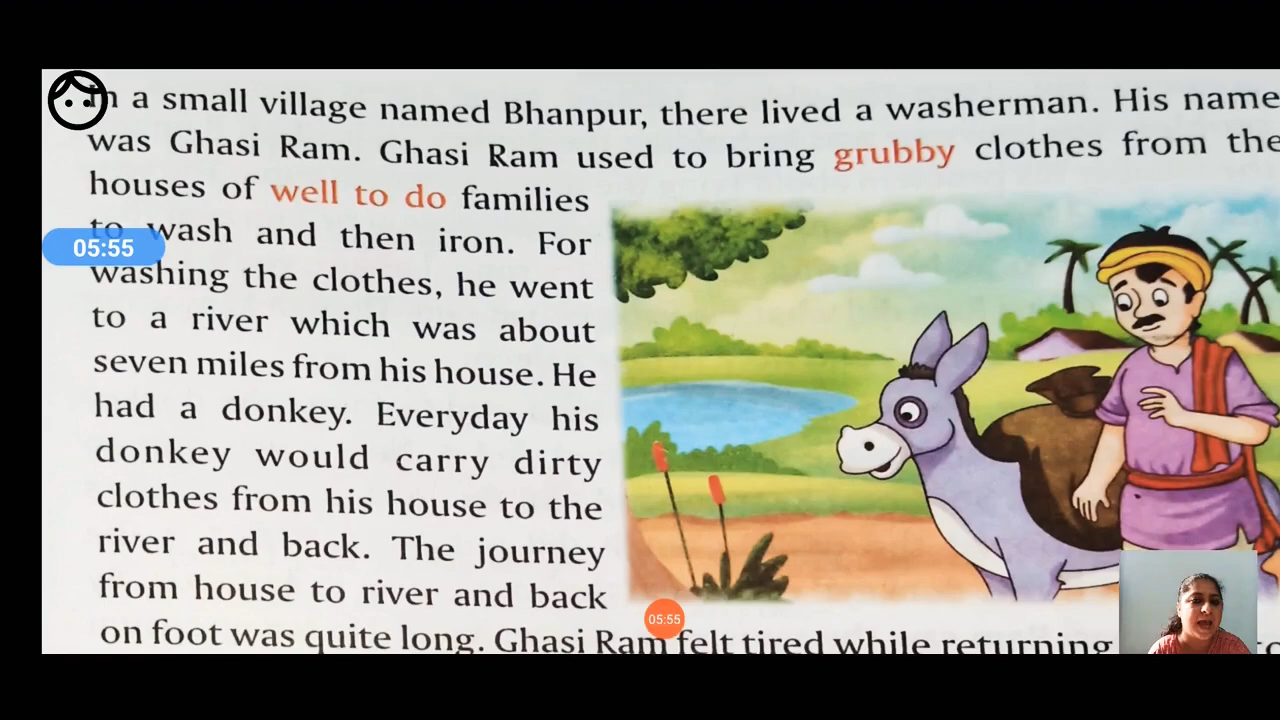 In a small village named Bhanpur, there lived a washerman. His name
was Ghasi Ram. Ghasi Ram used to bring grubby clothes from the
houses of well to do families
to wash and then iron. For
05:55
washing the clothes, he went
to a river which was about
seven miles from his house. He
had a donkey. Everyday his
donkey would carry dirty
clothes from his house to the
river and back. The journey
from house to river and back
on foot was quite long. Ghasi Ram felt tired while returning
05:55